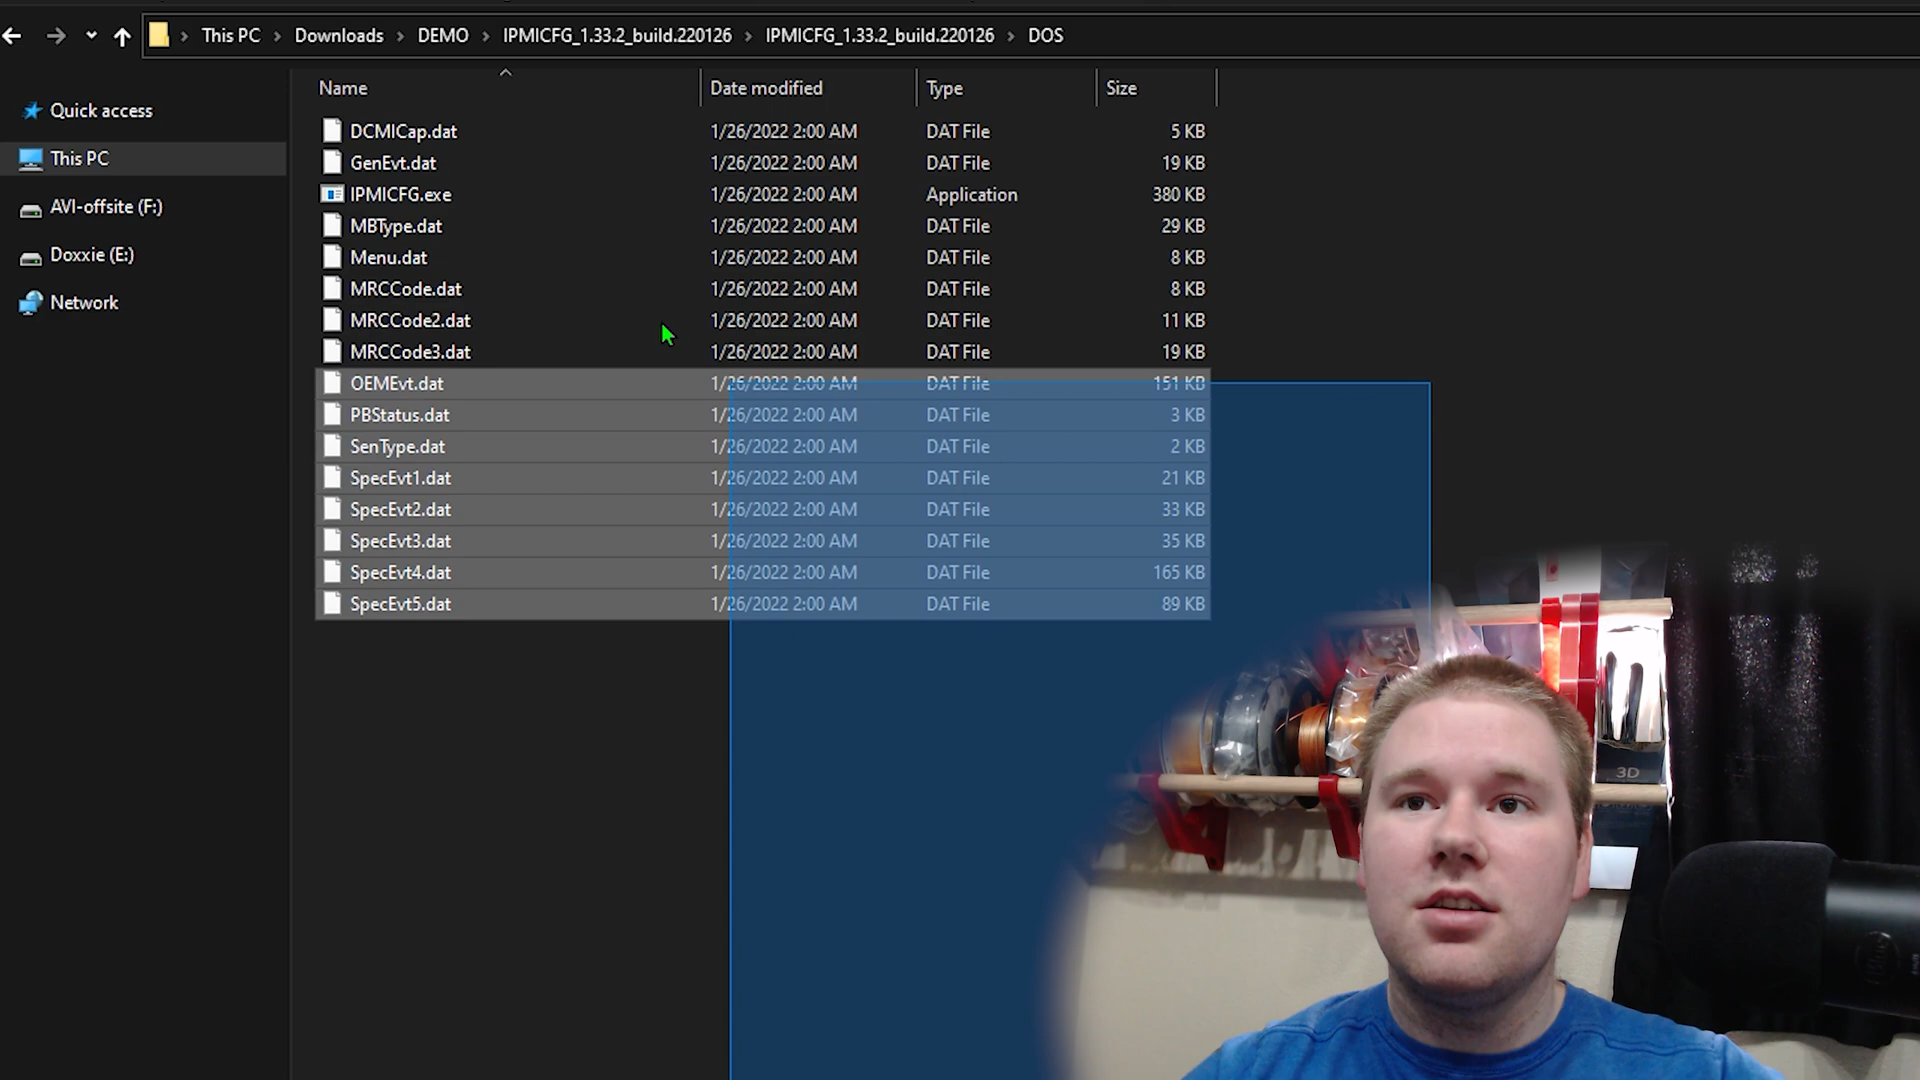 This PC > Downloads > DEMO > IPMICFG_1.33.2_build.220126 > IPMICFG_1.33.2_build.220126 > DOS
Name Date modified Type Size
Quick access
This PC
AVI-offsite (F:)
Doxxie (E:)
Network
DCMICap.dat 1/26/2022 2:00 AM DAT File 5 KB
GenEvt.dat 1/26/2022 2:00 AM DAT File 19 KB
IPMICFG.exe 1/26/2022 2:00 AM Application 380 KB
MBType.dat 1/26/2022 2:00 AM DAT File 29 KB
Menu.dat 1/26/2022 2:00 AM DAT File 8 KB
MRCCode.dat 1/26/2022 2:00 AM DAT File 8 KB
MRCCode2.dat 1/26/2022 2:00 AM DAT File 11 KB
MRCCode3.dat 1/26/2022 2:00 AM DAT File 19 KB
OEMEvt.dat 1/26/2022 2:00 AM DAT File 151 KB
PBStatus.dat 1/26/2022 2:00 AM DAT File 3 KB
SenType.dat 1/26/2022 2:00 AM DAT File 2 KB
SpecEvt1.dat 1/26/2022 2:00 AM DAT File 21 KB
SpecEvt2.dat 1/26/2022 2:00 AM DAT File 33 KB
SpecEvt3.dat 1/26/2022 2:00 AM DAT File 35 KB
SpecEvt4.dat 1/26/2022 2:00 AM DAT File 165 KB
SpecEvt5.dat 1/26/2022 2:00 AM DAT File 89 KB
3D